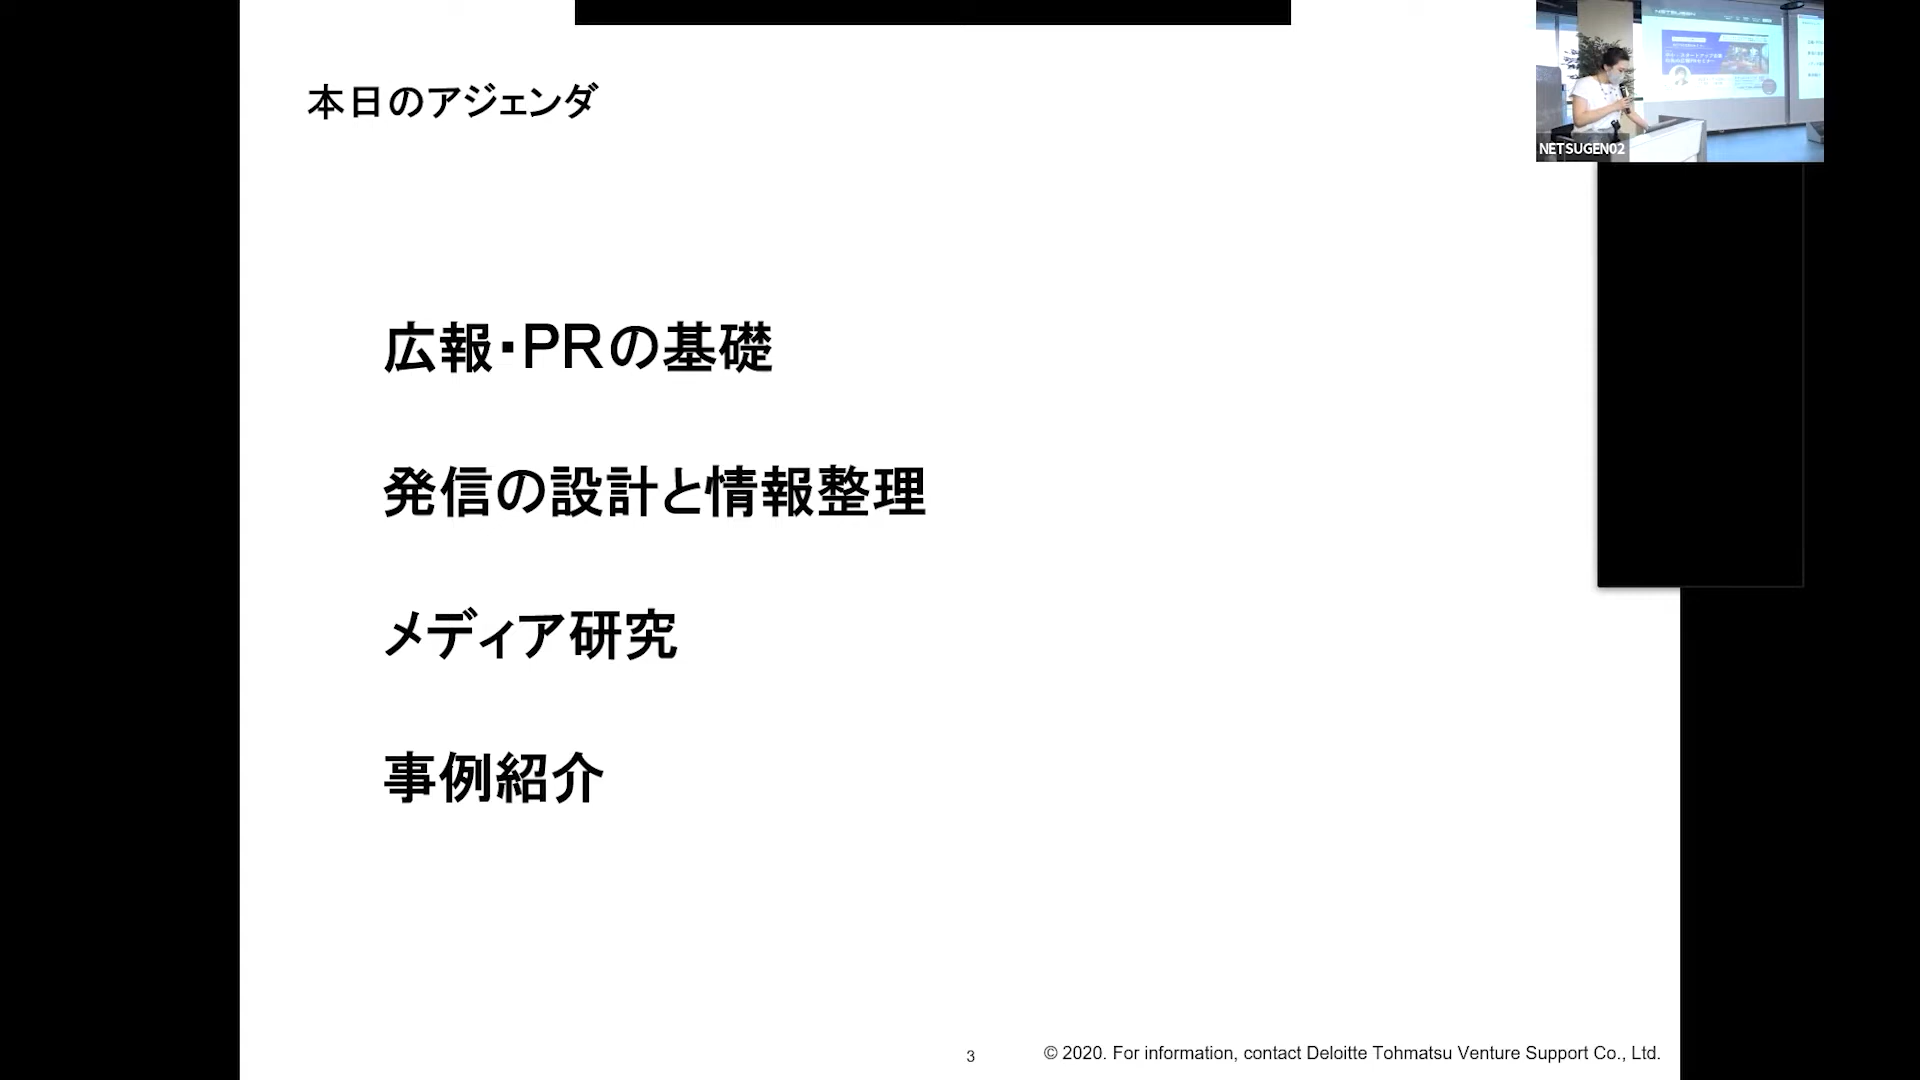 本日のアジェンダ
NETSUGEN02
広報・PRの基礎
発信の設計と情報整理
メディア研究
事例紹介
3
© 2020. For information, contact Deloitte Tohmatsu Venture Support Co., Ltd.